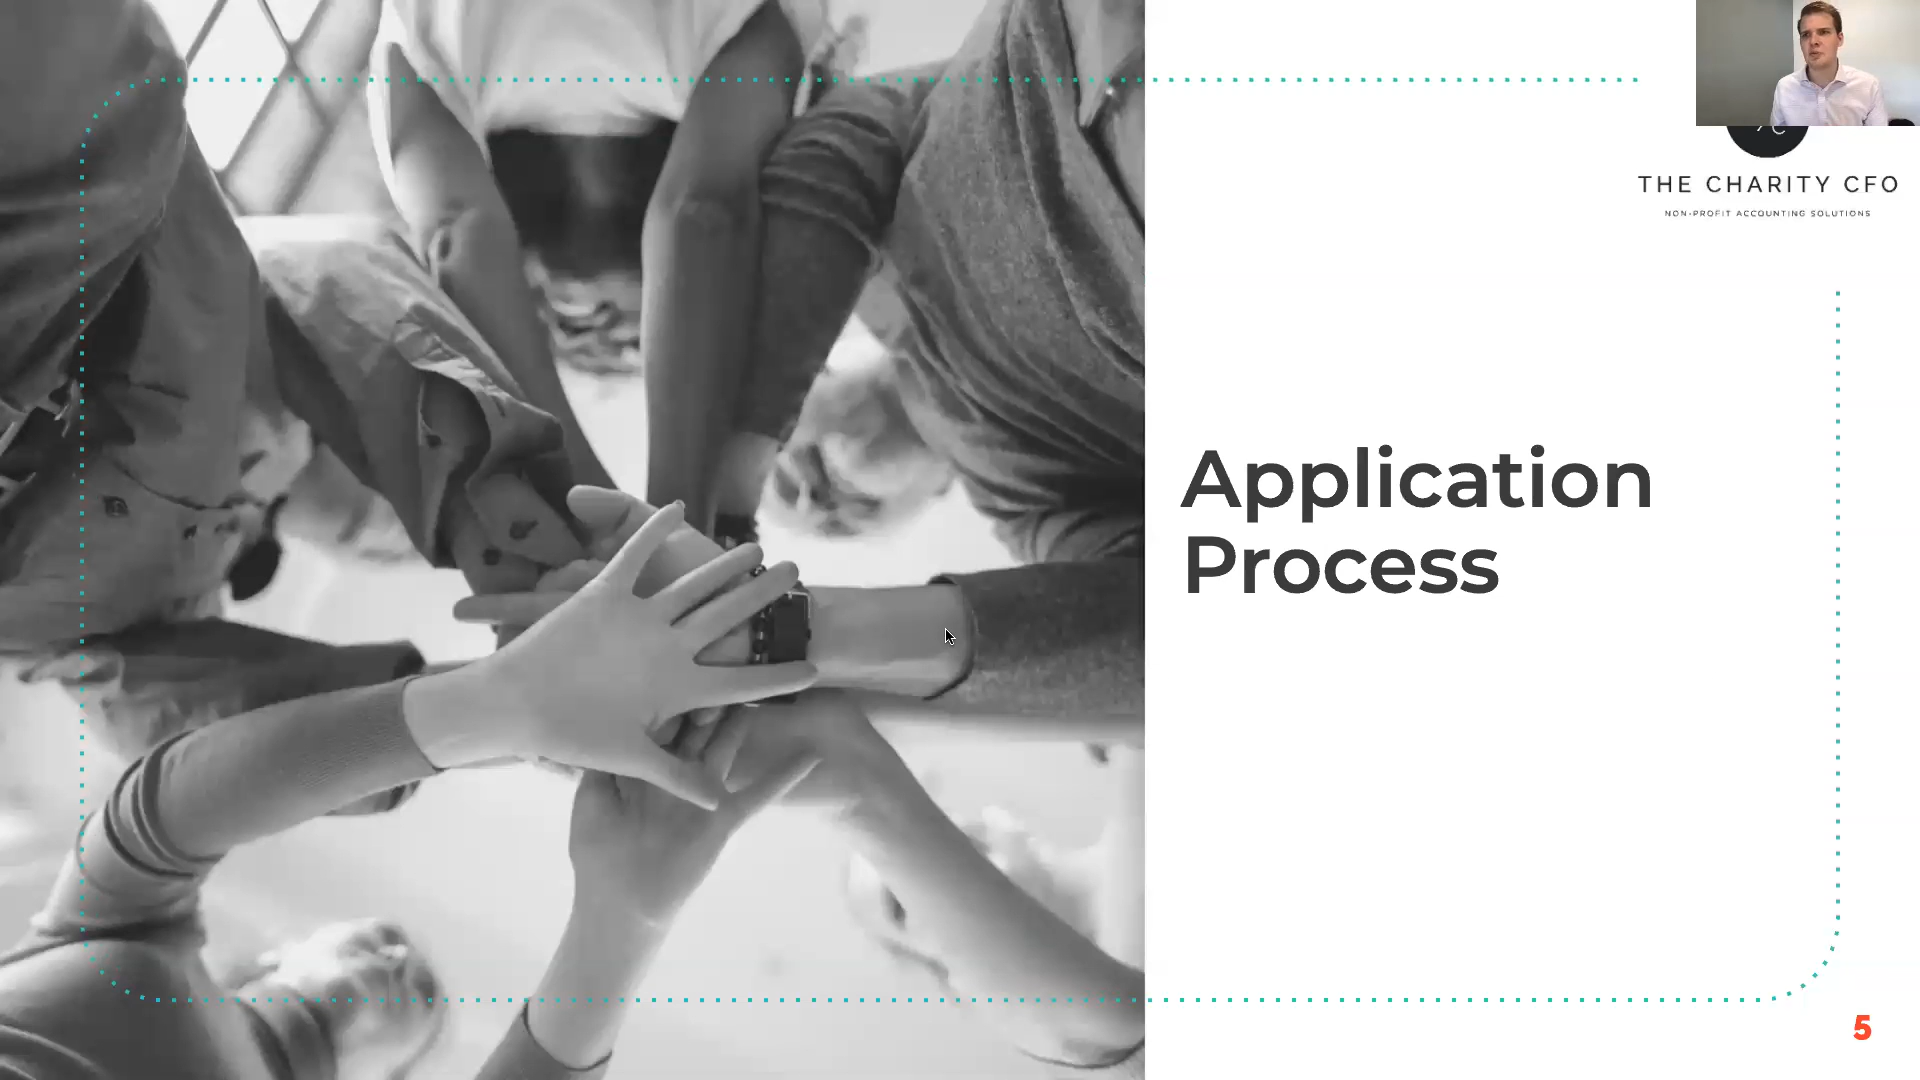 THE CHARITY CFO
NON-PROFIT ACCOUNTING SOLUTIONS
Application
Process
5